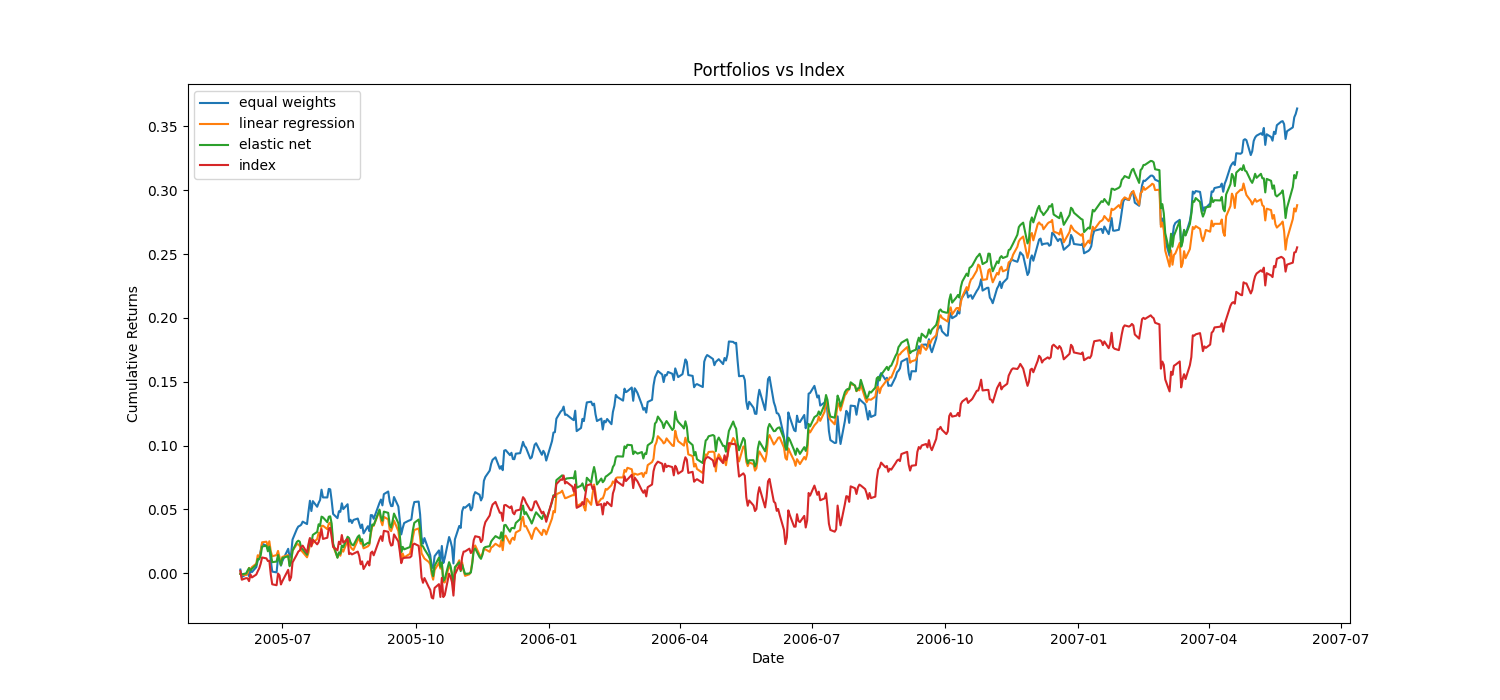 Portfolios vs Index
equal weights
linear regression
elastic net
index
0.35
0.30
0.25
0.20
0.15
0.10
0.05
0.00
Cumulative Returns
2005-07 2005-10 2006-01 2006-04 2006-07 2006-10 2007-01 2007-04 2007-07
Date